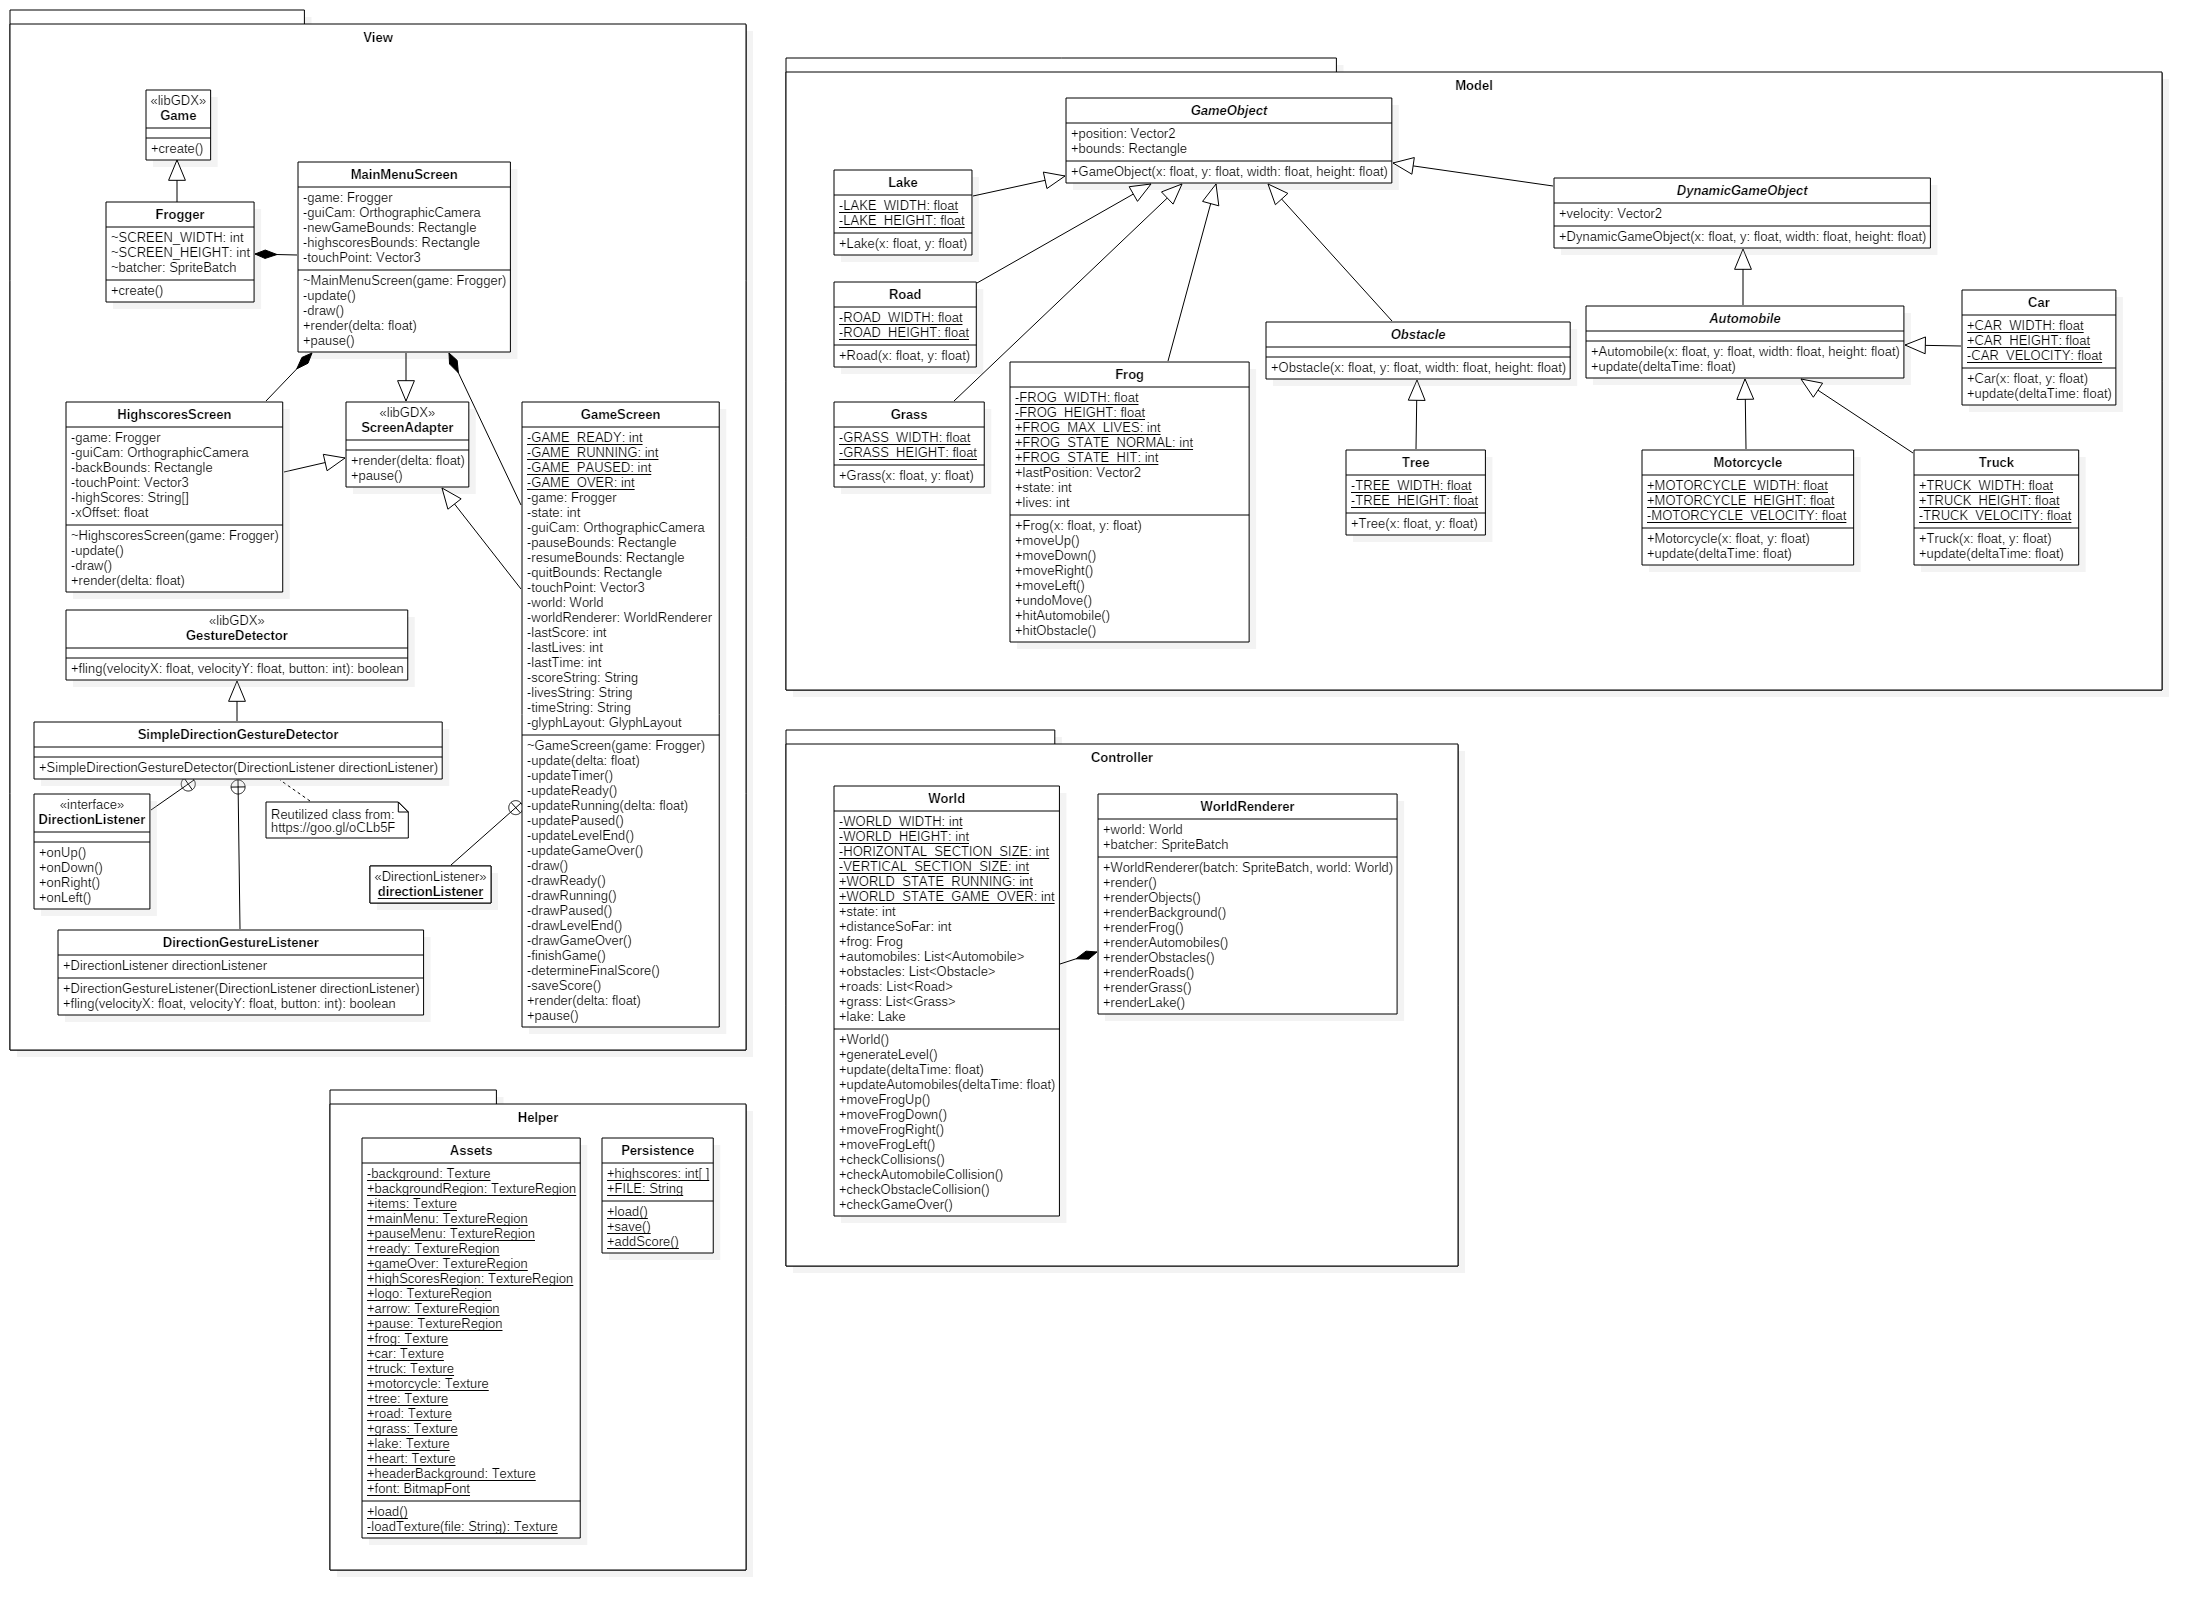 View
«libGDX»
Game
+create()
Frogger
~SCREEN_WIDTH: int
~SCREEN_HEIGHT: int
~batcher: SpriteBatch
+create()
MainMenuScreen
-game: Frogger
-guiCam: OrthographicCamera
-newGameBounds: Rectangle
-highscoresBounds: Rectangle
-touchPoint: Vector3
~MainMenuScreen(game: Frogger)
-update()
-draw()
+render(delta: float)
+pause()
HighscoresScreen
-game: Frogger
-guiCam: OrthographicCamera
-backBounds: Rectangle
-touchPoint: Vector3
-highScores: String[]
-xOffset: float
~HighscoresScreen(game: Frogger)
-update()
-draw()
+render(delta: float)
«libGDX»
ScreenAdapter
+render(delta: float)
+pause()
GameScreen
-GAME_READY: int
-GAME_RUNNING: int
-GAME_PAUSED: int
-GAME_OVER: int
-game: Frogger
-state: int
-guiCam: OrthographicCamera
-pauseBounds: Rectangle
-resumeBounds: Rectangle
-quitBounds: Rectangle
-touchPoint: Vector3
-world: World
-worldRenderer: WorldRenderer
-lastScore: int
-lastLives: int
-lastTime: int
-scoreString: String
-livesString: String
-timeString: String
-glyphLayout: GlyphLayout
~GameScreen(game: Frogger)
-update(delta: float)
-updateTimer()
-updateReady()
-updateRunning(delta: float)
-updatePaused()
-updateLevelEnd()
-updateGameOver()
-draw()
-drawReady()
-drawRunning()
-drawPaused()
-drawLevelEnd()
-drawGameOver()
-finishGame()
-determineFinalScore()
-saveScore()
+render(delta: float)
+pause()
«libGDX»
GestureDetector
+fling(velocityX: float, velocityY: float, button: int): boolean
SimpleDirectionGestureDetector
+SimpleDirectionGestureDetector(DirectionListener directionListener)
«interface»
DirectionListener
+onUp()
+onDown()
+onRight()
+onLeft()
Reutilized class from:
https://goo.gl/oCLb5F
«DirectionListener»
directionListener
DirectionGestureListener
+DirectionListener directionListener
+DirectionGestureListener(DirectionListener directionListener)
+fling(velocityX: float, velocityY: float, button: int): boolean
Model
GameObject
+position: Vector2
+bounds: Rectangle
+GameObject(x: float, y: float, width: float, height: float)
Lake
-LAKE_WIDTH: float
-LAKE_HEIGHT: float
+Lake(x: float, y: float)
Road
-ROAD_WIDTH: float
-ROAD_HEIGHT: float
+Road(x: float, y: float)
Grass
-GRASS_WIDTH: float
-GRASS_HEIGHT: float
+Grass(x: float, y: float)
Frog
-FROG_WIDTH: float
-FROG_HEIGHT: float
+FROG_MAX_LIVES: int
+FROG_STATE_NORMAL: int
+FROG_STATE_HIT: int
+lastPosition: Vector2
+state: int
+lives: int
+Frog(x: float, y: float)
+moveUp()
+moveDown()
+moveRight()
+moveLeft()
+undoMove()
+hitAutomobile()
+hitObstacle()
Obstacle
+Obstacle(x: float, y: float, width: float, height: float)
Tree
-TREE_WIDTH: float
-TREE_HEIGHT: float
+Tree(x: float, y: float)
DynamicGameObject
+velocity: Vector2
+DynamicGameObject(x: float, y: float, width: float, height: float)
Automobile
+Automobile(x: float, y: float, width: float, height: float)
+update(deltaTime: float)
Car
+CAR_WIDTH: float
+CAR_HEIGHT: float
-CAR_VELOCITY: float
+Car(x: float, y: float)
+update(deltaTime: float)
Motorcycle
+MOTORCYCLE_WIDTH: float
+MOTORCYCLE_HEIGHT: float
-MOTORCYCLE_VELOCITY: float
+Motorcycle(x: float, y: float)
+update(deltaTime: float)
Truck
+TRUCK_WIDTH: float
+TRUCK_HEIGHT: float
-TRUCK_VELOCITY: float
+Truck(x: float, y: float)
+update(deltaTime: float)
Controller
World
-WORLD_WIDTH: int
-WORLD_HEIGHT: int
-HORIZONTAL_SECTION_SIZE: int
-VERTICAL_SECTION_SIZE: int
+WORLD_STATE_RUNNING: int
+WORLD_STATE_GAME_OVER: int
+state: int
+distanceSoFar: int
+frog: Frog
+automobiles: List<Automobile>
+obstacles: List<Obstacle>
+roads: List<Road>
+grass: List<Grass>
+lake: Lake
+World()
+generateLevel()
+update(deltaTime: float)
+updateAutomobiles(deltaTime: float)
+moveFrogUp()
+moveFrogDown()
+moveFrogRight()
+moveFrogLeft()
+checkCollisions()
+checkAutomobileCollision()
+checkObstacleCollision()
+checkGameOver()
WorldRenderer
+world: World
+batcher: SpriteBatch
+WorldRenderer(batch: SpriteBatch, world: World)
+render()
+renderObjects()
+renderBackground()
+renderFrog()
+renderAutomobiles()
+renderObstacles()
+renderRoads()
+renderGrass()
+renderLake()
Helper
Assets
-background: Texture
+backgroundRegion: TextureRegion
+items: Texture
+mainMenu: TextureRegion
+pauseMenu: TextureRegion
+ready: TextureRegion
+gameOver: TextureRegion
+highScoresRegion: TextureRegion
+logo: TextureRegion
+arrow: TextureRegion
+pause: TextureRegion
+frog: Texture
+car: Texture
+truck: Texture
+motorcycle: Texture
+tree: Texture
+road: Texture
+grass: Texture
+lake: Texture
+heart: Texture
+headerBackground: Texture
+font: BitmapFont
+load()
-loadTexture(file: String): Texture
Persistence
+highscores: int[ ]
+FILE: String
+load()
+save()
+addScore()